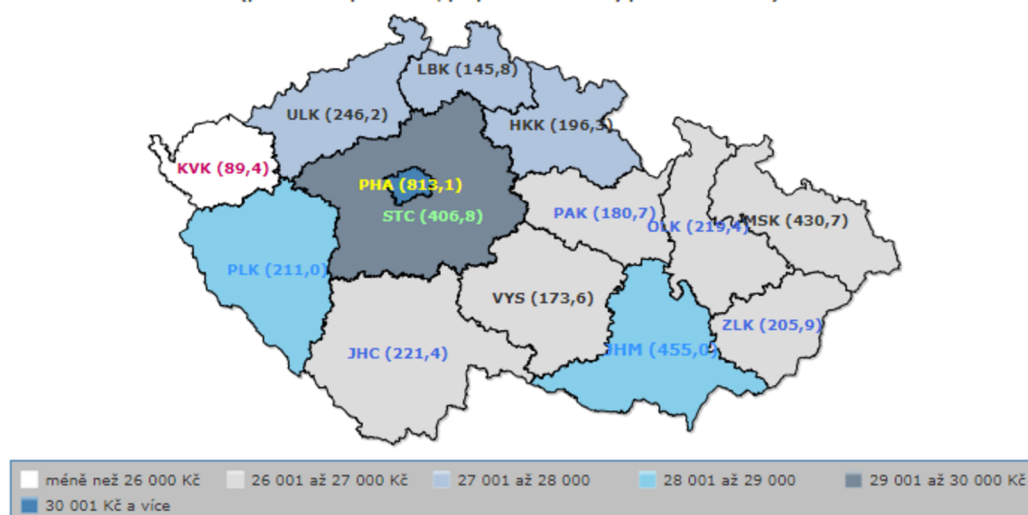 LBK (145,8)
ULK (246,2)
HKK (196,3)
KVK (89,4)
PHA (813,1)
STC (406,8)
PAK (180,7)
OLK (219,4)
MSK (430,7)
PLK (211,0)
VYS (173,6)
ZLK (205,9)
JHC (221,4)
JHM (455,0)
méně než 26 000 Kč
26 001 až 27 000 Kč
27 001 až 28 000
28 001 až 29 000
29 001 až 30 000 Kč
30 001 Kč a více